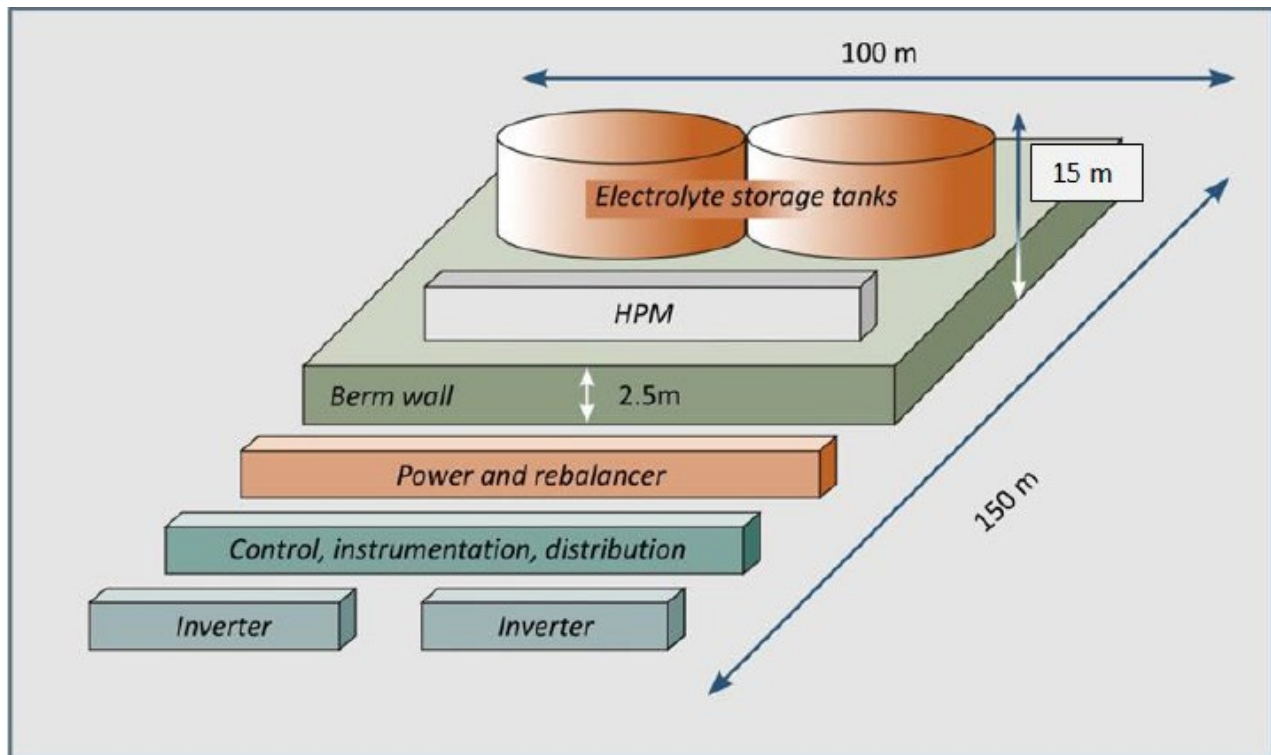 100 m
15 m
Electrolyte storage tanks
HPM
Berm wall
2.5m
Power and rebalancer
150 m
Control, instrumentation, distribution
Inverter
Inverter